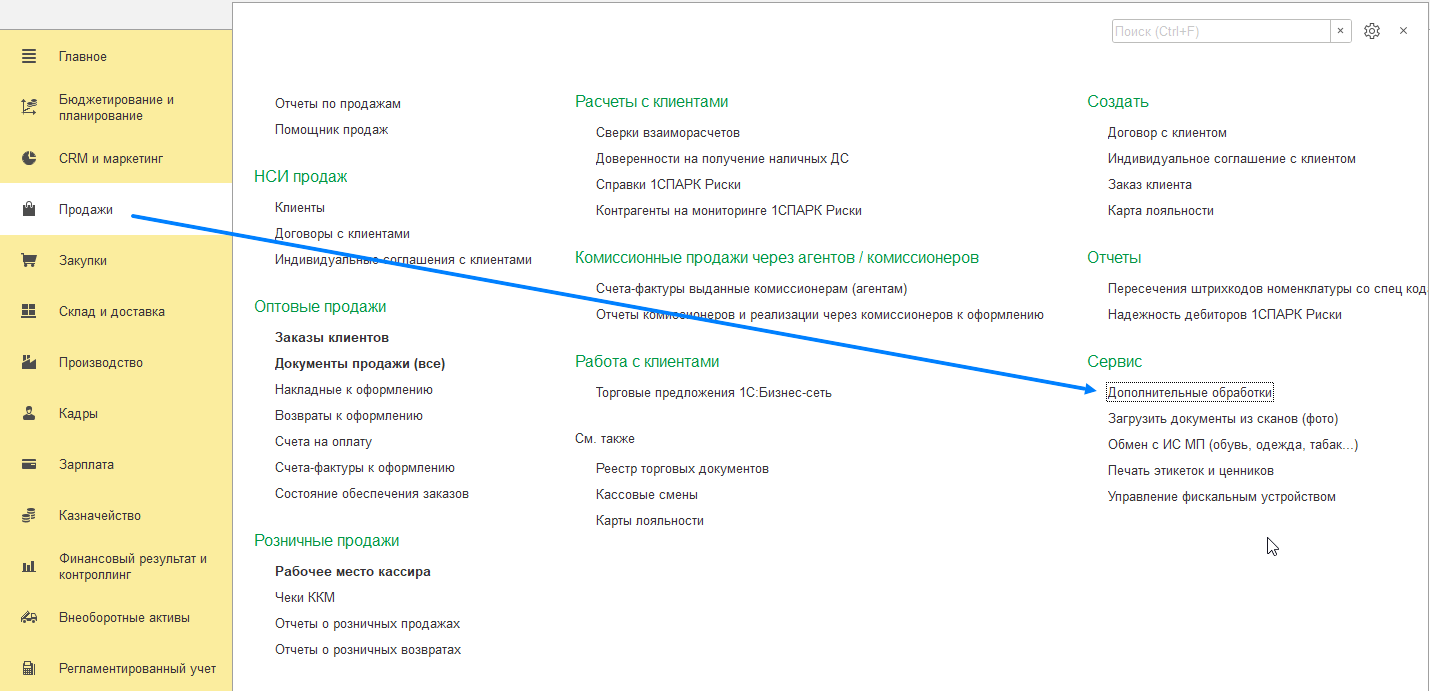 Поиск (Ctrl+F)
Главное
Бюджетирование и
планирование
CRM и маркетинг
Продажи
Закупки
Склад и доставка
Производство
Кадры
Зарплата
Казначейство
Финансовый результат и
контроллинг
Внеоборотные активы
Регламентированный учет
Отчеты по продажам
Помощник продаж
НСИ продаж
Клиенты
Договоры с клиентами
Индивидуальные соглашения с клиентами
Оптовые продажи
Заказы клиентов
Документы продажи (все)
Накладные к оформлению
Возвраты к оформлению
Счета на оплату
Счета-фактуры к оформлению
Состояние обеспечения заказов
Розничные продажи
Рабочее место кассира
Чеки ККМ
Отчеты о розничных продажах
Отчеты о розничных возвратах
Расчеты с клиентами
Сверки взаиморасчетов
Доверенности на получение наличных ДС
Справки 1СПАРК Риски
Контрагенты на мониторинге 1СПАРК Риски
Комиссионные продажи через агентов / комиссионеров
Счета-фактуры выданные комиссионерам (агентам)
Отчеты комиссионеров и реализации через комиссионеров к оформлению
Работа с клиентами
Торговые предложения 1С:Бизнес-сеть
См. также
Реестр торговых документов
Кассовые смены
Карты лояльности
Создать
Договор с клиентом
Индивидуальное соглашение с клиентом
Заказ клиента
Карта лояльности
Отчеты
Пересечения штрихкодов номенклатуры со спец код
Надежность дебиторов 1СПАРК Риски
Сервис
Дополнительные обработки
Загрузить документы из сканов (фото)
Обмен с ИС МП (обувь, одежда, табак...)
Печать этикеток и ценников
Управление фискальным устройством